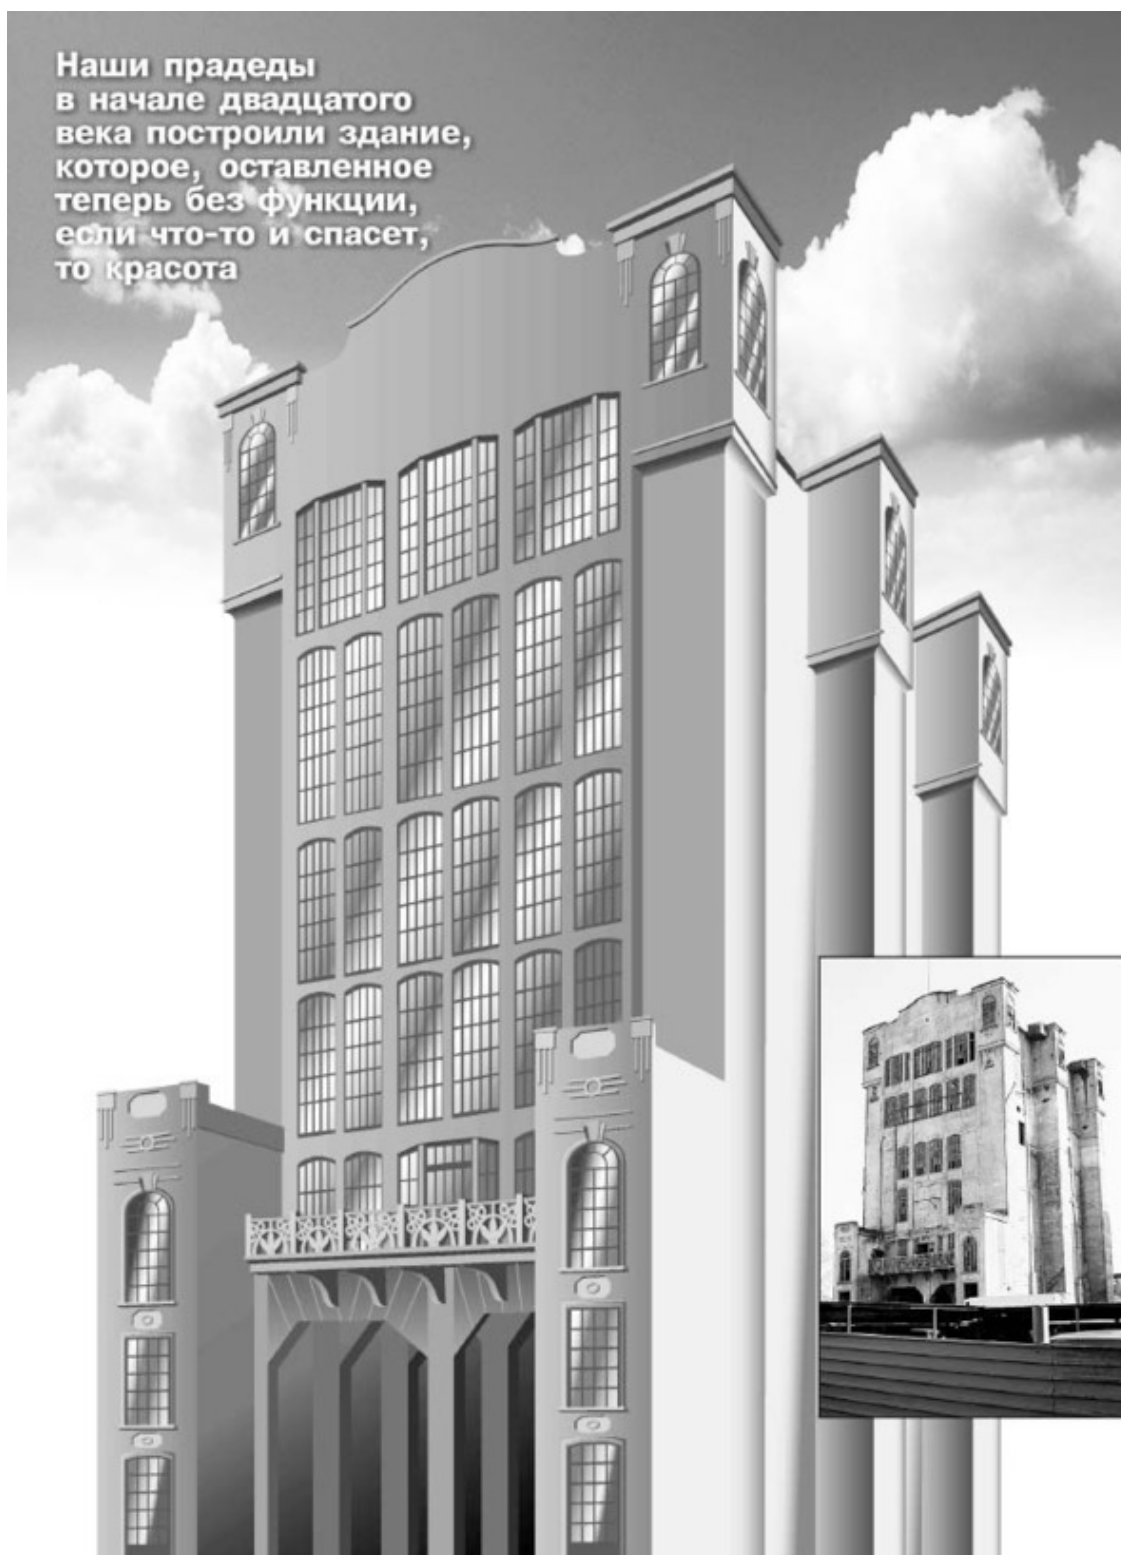 Наши прадеды
в начале двадцатого
века построили здание,
которое, оставленное
теперь без функции,
если что-то и спасет,
то красота